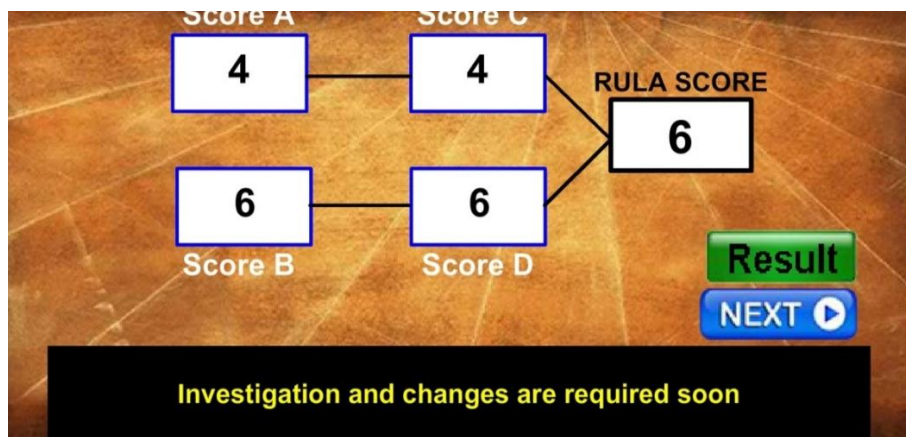 Score A
Score C
4
4
RULA SCORE
6
6
6
Score B
Score D
Result
NEXT
Investigation and changes are required soon